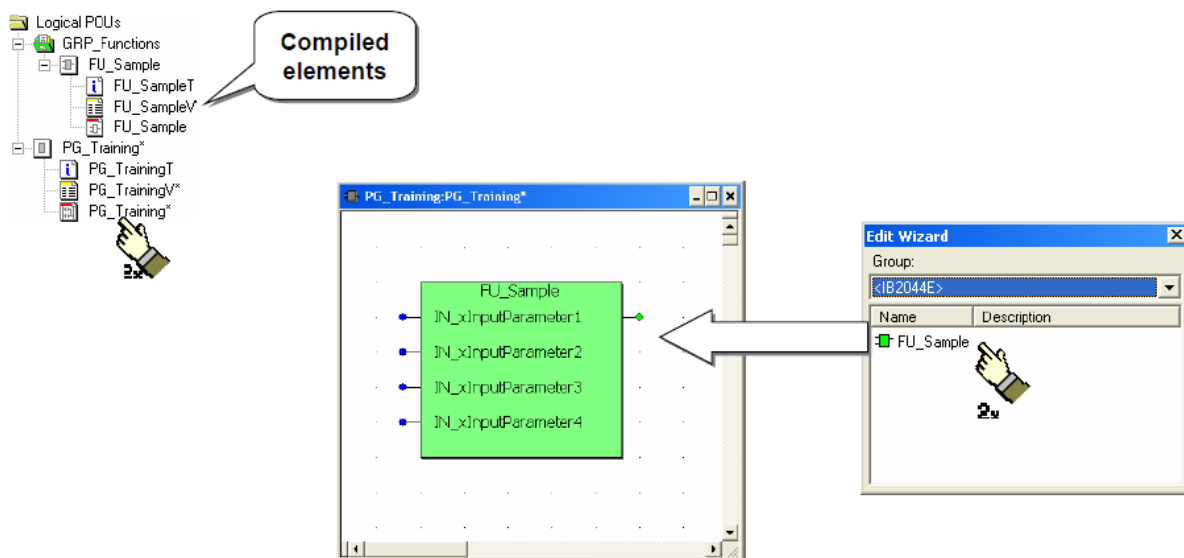 Logical POUs
GRP_Functions
FU_Sample
FU_SampleT
FU_SampleV
FU_Sample
PG_Training*
PG_TrainingT
PG_TrainingV*
PG_Training*
2x
Compiled
elements
PG_Training:PG_Training*
FU_Sample
IN_xInputParameter1
IN_xInputParameter2
IN_xInputParameter3
IN_xInputParameter4
Edit Wizard
Group:
<IB2044E>
Name Description
FU_Sample
2x